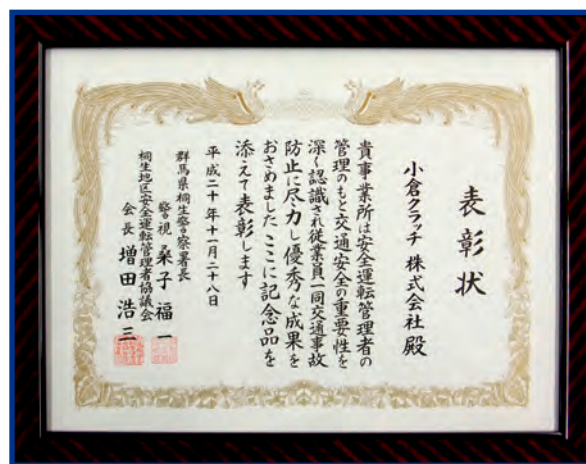 表彰状
小倉クラッチ 株式会社 殿
貴事業所は安全運転管理者の
管理のもと交通安全の重要性を
深く認識され従業員一同交通事故
防止に尽力し優秀な成果を
おさめました ここに記念品を
添えて表彰します
平成二十年十一月二十八日
群馬県桐生警察署長
警視 桑子福一
桐生地区安全運転管理者協議会
会長 増田浩三